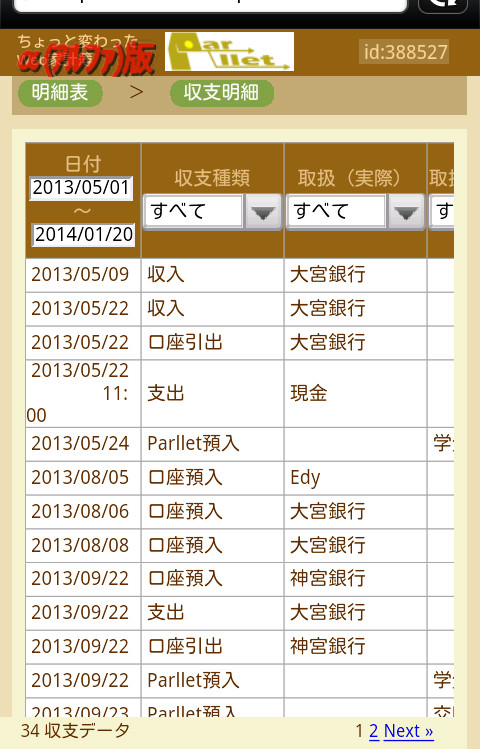 ちょっと変わった
Web家計簿
α(アルファ)版
Parllet.
id:388527
明細表 > 収支明細
日付 収支種類 取扱（実際） 取
2013/05/01 すべて すべて す
～
2014/01/20
2013/05/09 収入 大宮銀行
2013/05/22 収入 大宮銀行
2013/05/22 口座引出 大宮銀行
2013/05/22
11:
00 支出 現金
2013/05/24 Parllet預入 学
2013/08/05 口座預入 Edy
2013/08/06 口座預入 大宮銀行
2013/08/08 口座預入 大宮銀行
2013/09/22 口座預入 神宮銀行
2013/09/22 支出 大宮銀行
2013/09/22 口座引出 神宮銀行
2013/09/22 Parllet預入 学
2013/09/23 Parllet預入 交
34 収支データ 1 2 Next »